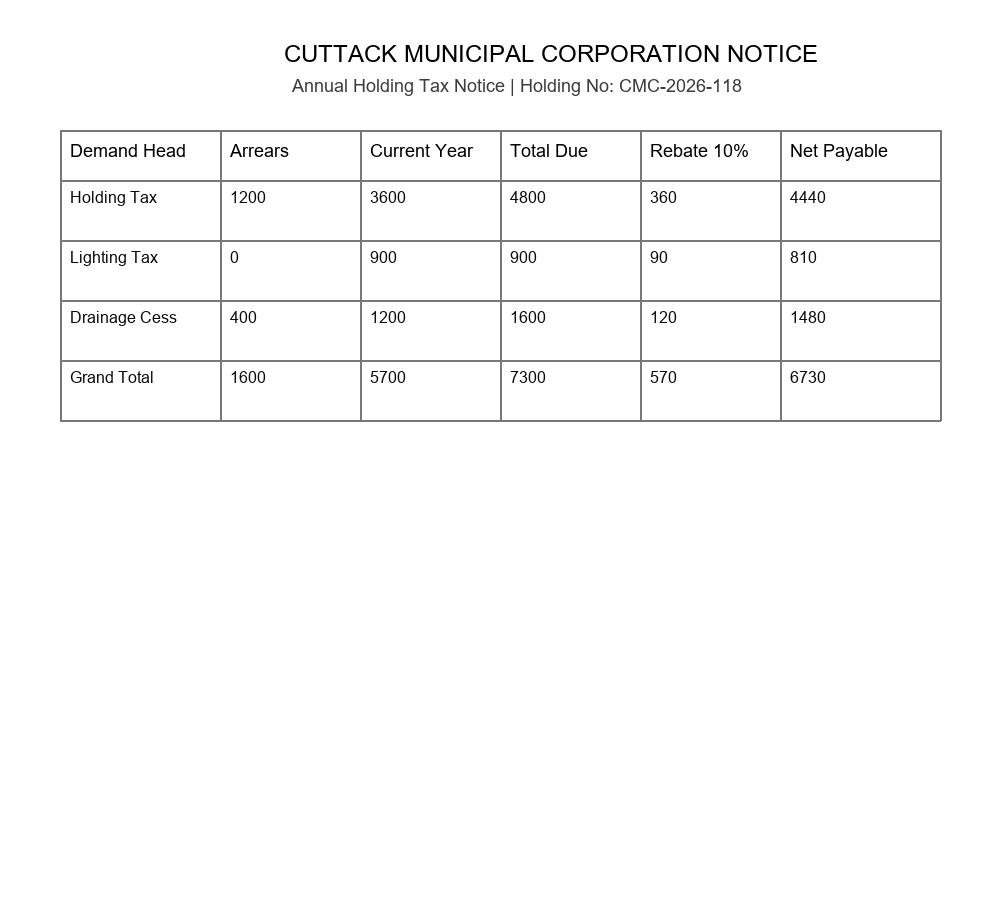 CUTTACK MUNICIPAL CORPORATION NOTICE
Annual Holding Tax Notice | Holding No: CMC-2026-118
Demand Head Arrears Current Year Total Due Rebate 10% Net Payable
Holding Tax 1200 3600 4800 360 4440
Lighting Tax 0 900 900 90 810
Drainage Cess 400 1200 1600 120 1480
Grand Total 1600 5700 7300 570 6730